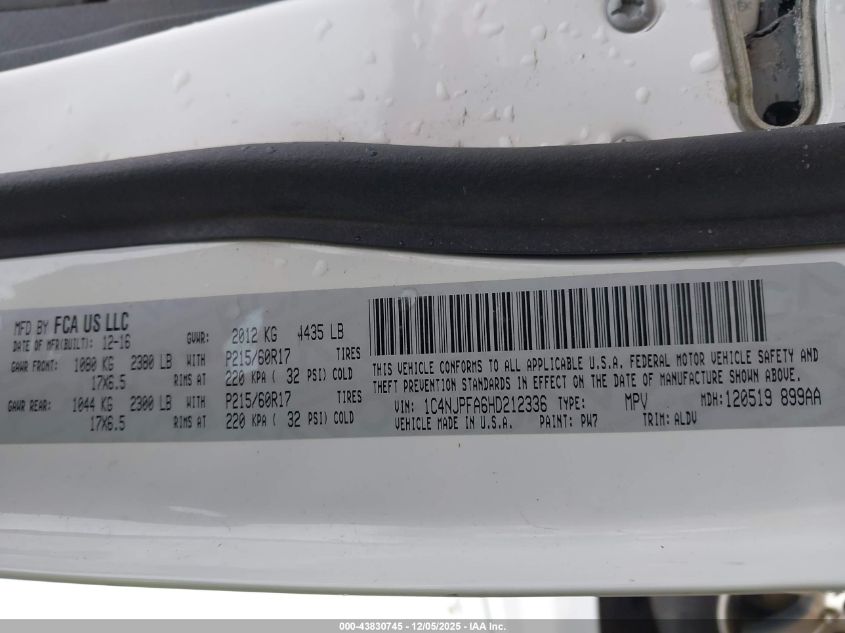 MFD BY FCA US LLC
DATE OF MFR(BUILT): 12-16
GVWR: 2012 KG 4435 LB
GAWR FRONT: 1080 KG 2380 LB WITH P215/60R17 TIRES
17X6.5 RIMS AT 220 KPA ( 32 PSI) COLD
GAWR REAR: 1044 KG 2300 LB WITH P215/60R17 TIRES
17X6.5 RIMS AT 220 KPA ( 32 PSI) COLD
THIS VEHICLE CONFORMS TO ALL APPLICABLE U.S.A. FEDERAL MOTOR VEHICLE SAFETY AND
THEFT PREVENTION STANDARDS IN EFFECT ON THE DATE OF MANUFACTURE SHOWN ABOVE.
VIN: 1C4NJPFA6HD212336 TYPE: MPV MDH:120519 899AA
VEHICLE MADE IN U.S.A. PAINT: PW7 TRIM: ALDV
000-43830745 - 12/05/2025 - IAA Inc.